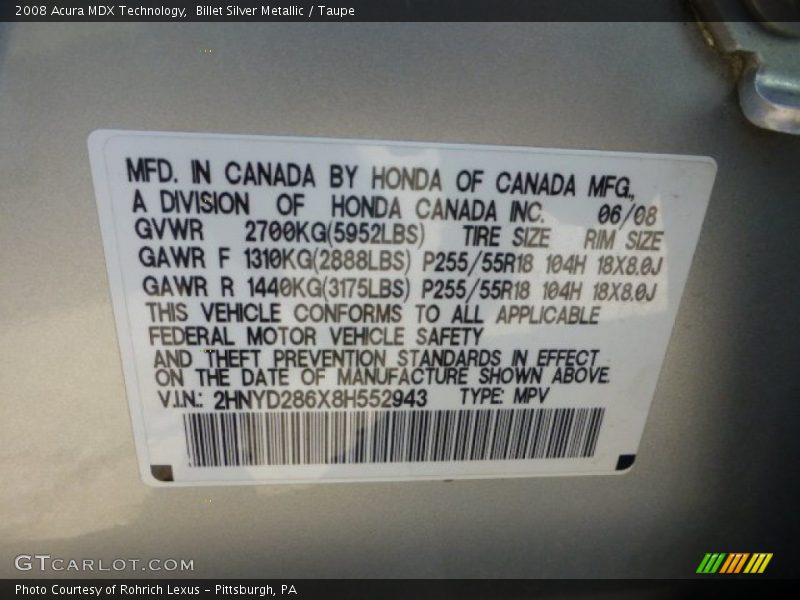 2008 Acura MDX Technology,  Billet Silver Metallic / Taupe
MFD. IN CANADA BY HONDA OF CANADA MFG.,
A DIVISION OF HONDA CANADA INC. 06/08
GVWR 2700KG(5952LBS) TIRE SIZE RIM SIZE
GAWR F 1310KG(2888LBS) P255/55R18 104H 18X8.0J
GAWR R 1440KG(3175LBS) P255/55R18 104H 18X8.0J
THIS VEHICLE CONFORMS TO ALL APPLICABLE
FEDERAL MOTOR VEHICLE SAFETY
AND THEFT PREVENTION STANDARDS IN EFFECT
ON THE DATE OF MANUFACTURE SHOWN ABOVE.
V.I.N.: 2HNYD286X8H552943 TYPE: MPV
GTCARLOT.COM
Photo Courtesy of Rohrich Lexus - Pittsburgh, PA